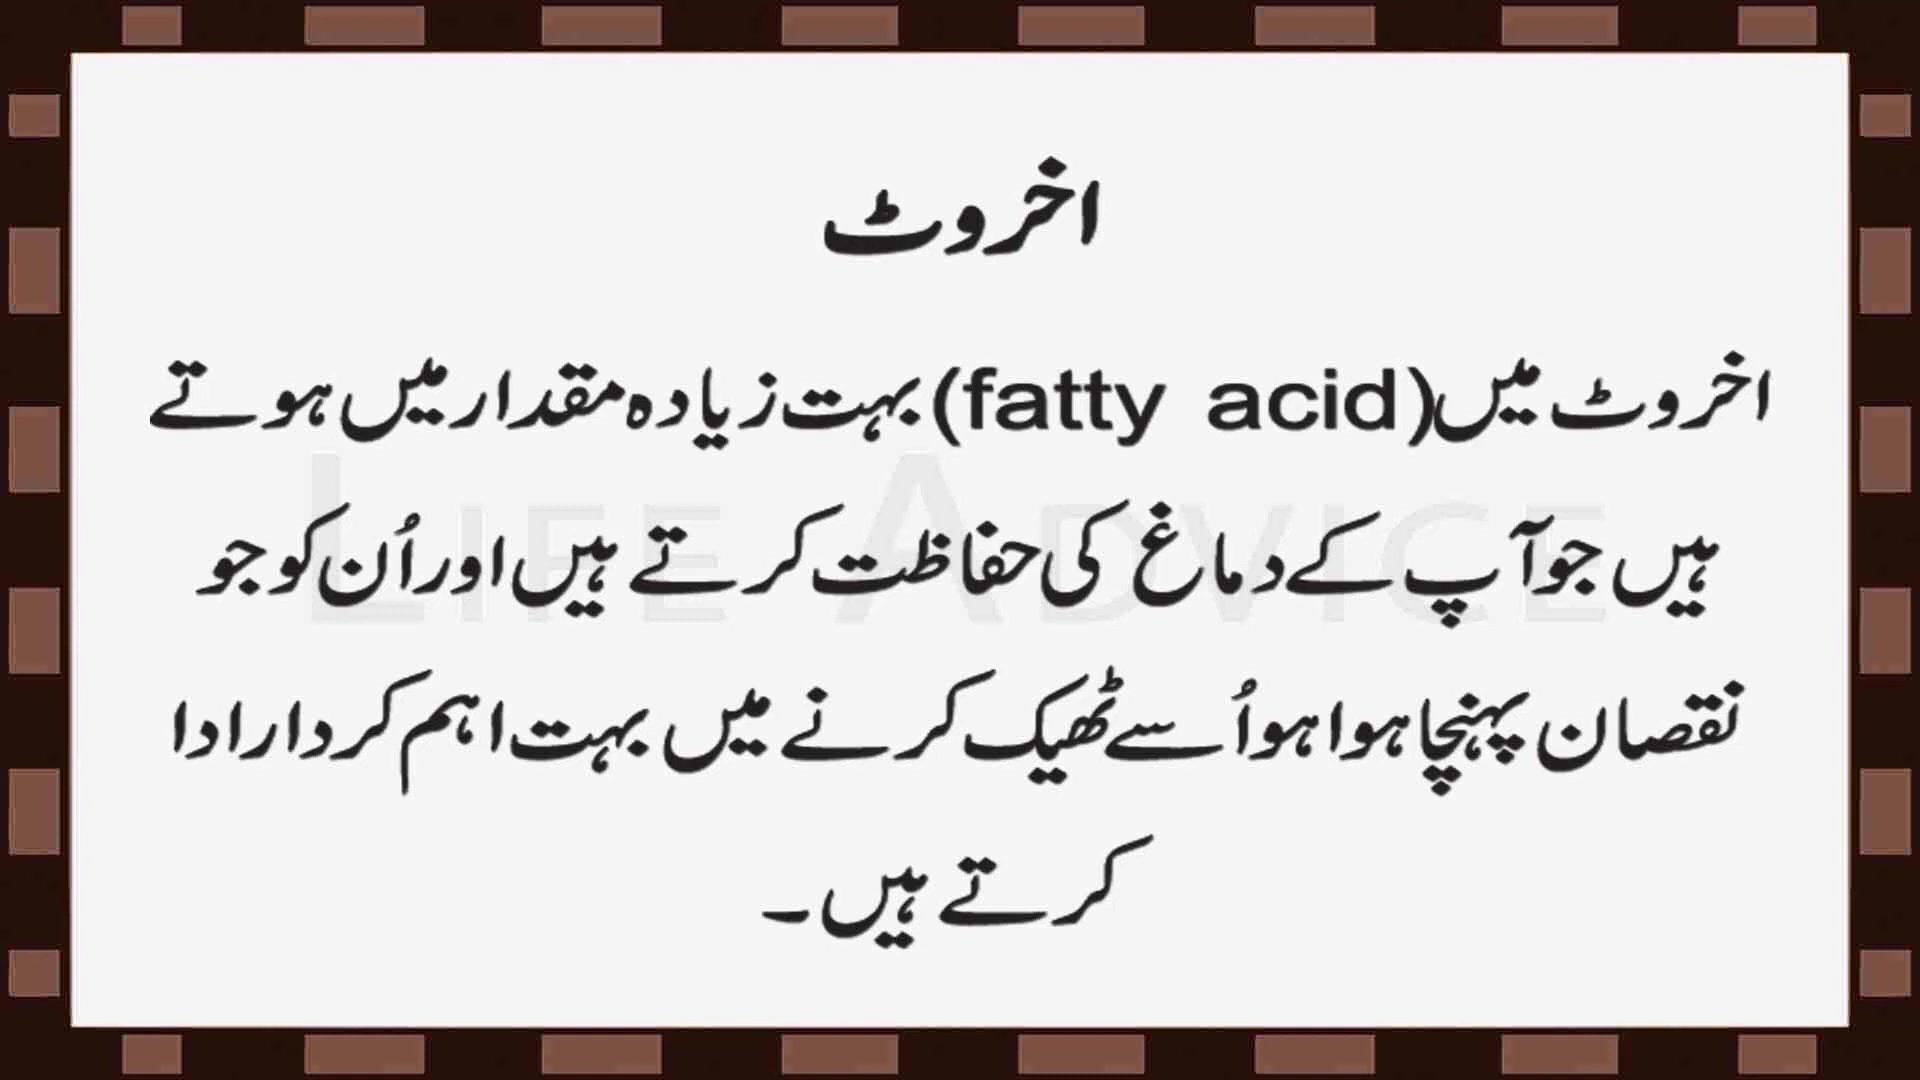 اخروٹ
اخروٹ میں(fatty acid)بہت زیادہ مقدار میں ہوتے
ہیں جو آپ کے دماغ کی حفاظت کرتے ہیں اور اُن کو جو
نقصان پہنچا ہوا ہو اُسے ٹھیک کرنے میں بہت اہم کردار ادا
کرتے ہیں۔
LIFE ADVICE